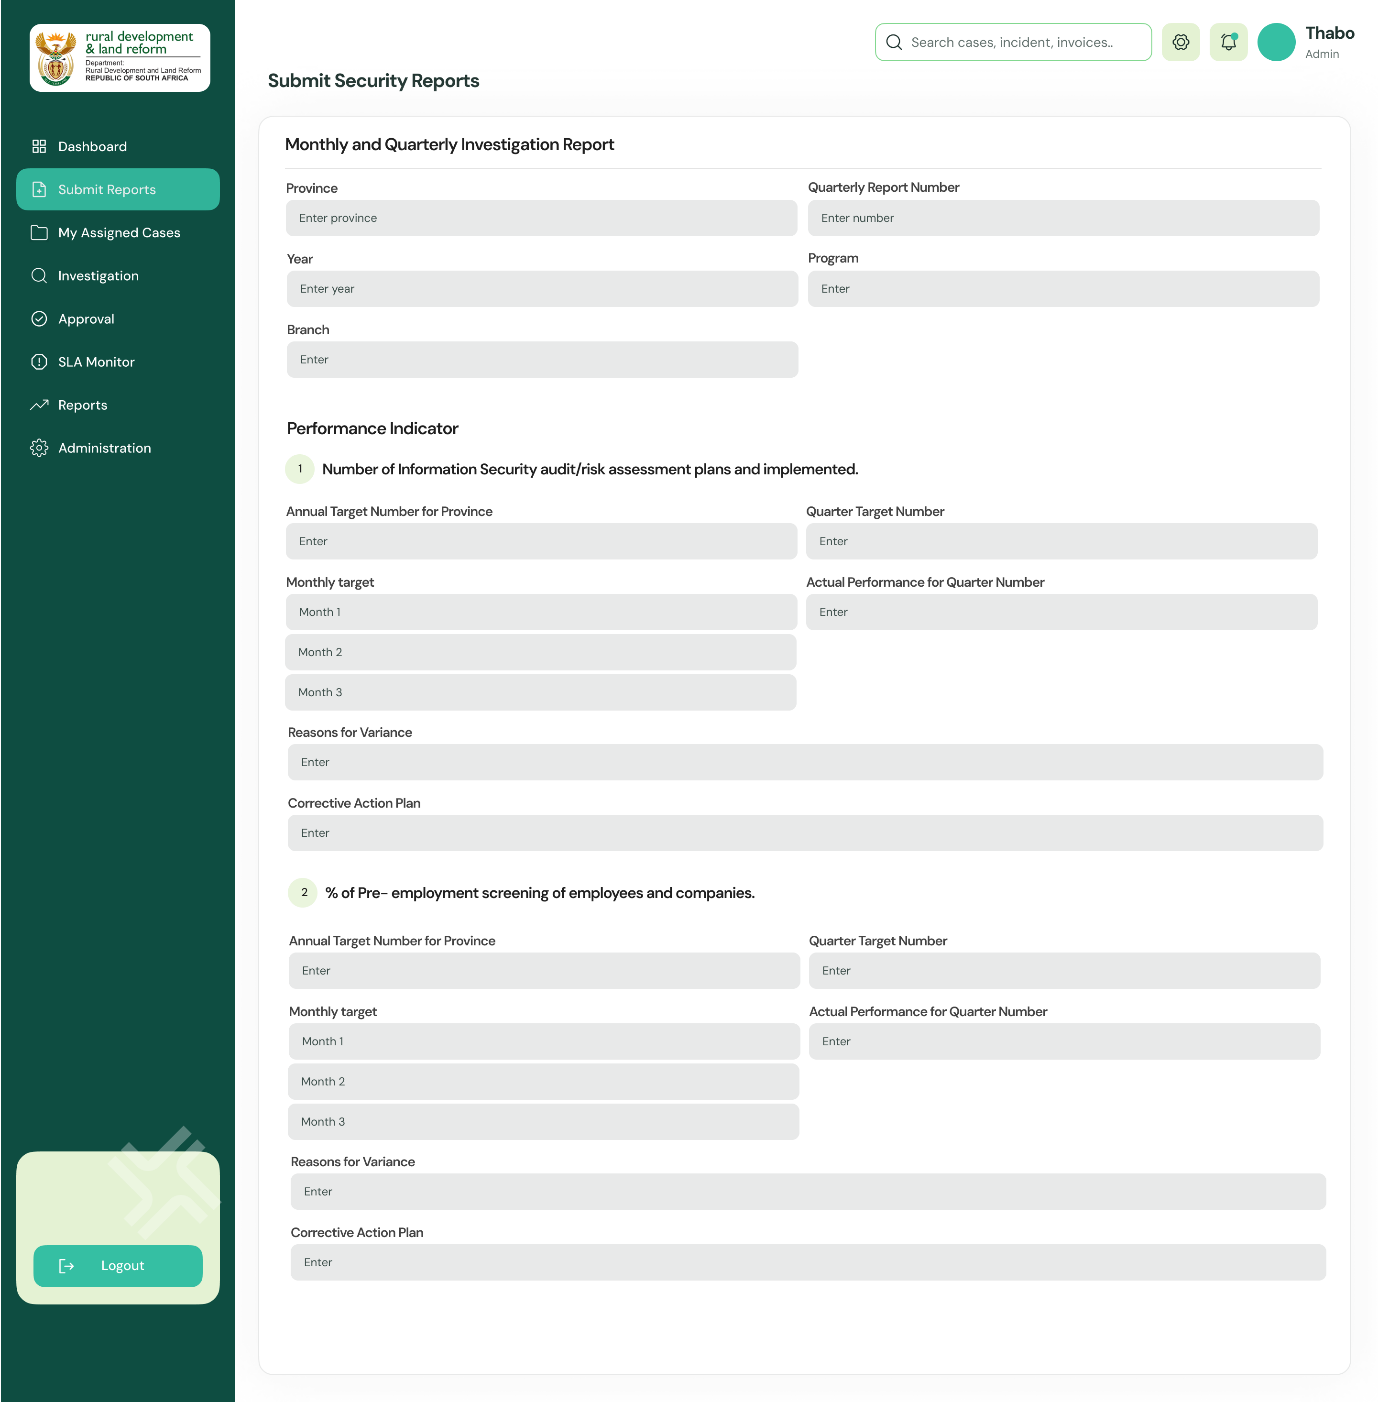 rural development
& land reform
Department:
Rural Development and Land Reform
REPUBLIC OF SOUTH AFRICA
Dashboard
Submit Reports
My Assigned Cases
Investigation
Approval
SLA Monitor
Reports
Administration
Logout
Search cases, incident, invoices..
Thabo
Admin
Submit Security Reports
Monthly and Quarterly Investigation Report
Province
Enter province
Quarterly Report Number
Enter number
Year
Enter year
Program
Enter
Branch
Enter
Performance Indicator
1 Number of Information Security audit/risk assessment plans and implemented.
Annual Target Number for Province
Enter
Quarter Target Number
Enter
Monthly target
Month 1
Month 2
Month 3
Actual Performance for Quarter Number
Enter
Reasons for Variance
Enter
Corrective Action Plan
Enter
2 % of Pre- employment screening of employees and companies.
Annual Target Number for Province
Enter
Quarter Target Number
Enter
Monthly target
Month 1
Month 2
Month 3
Actual Performance for Quarter Number
Enter
Reasons for Variance
Enter
Corrective Action Plan
Enter